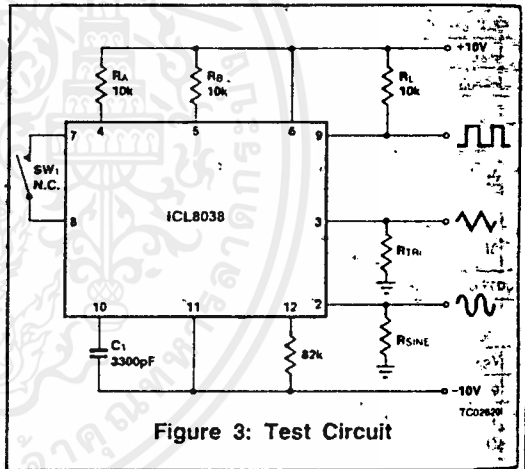 +10V
RA
10k
RB
10k
RL
10k
4
5
6
7
9
SW1
N.C.
8
ICL8038
3
RTRI
2
RSINE
10
11
12
C1
3300pF
82k
-10V
TC02820I
Figure 3: Test Circuit